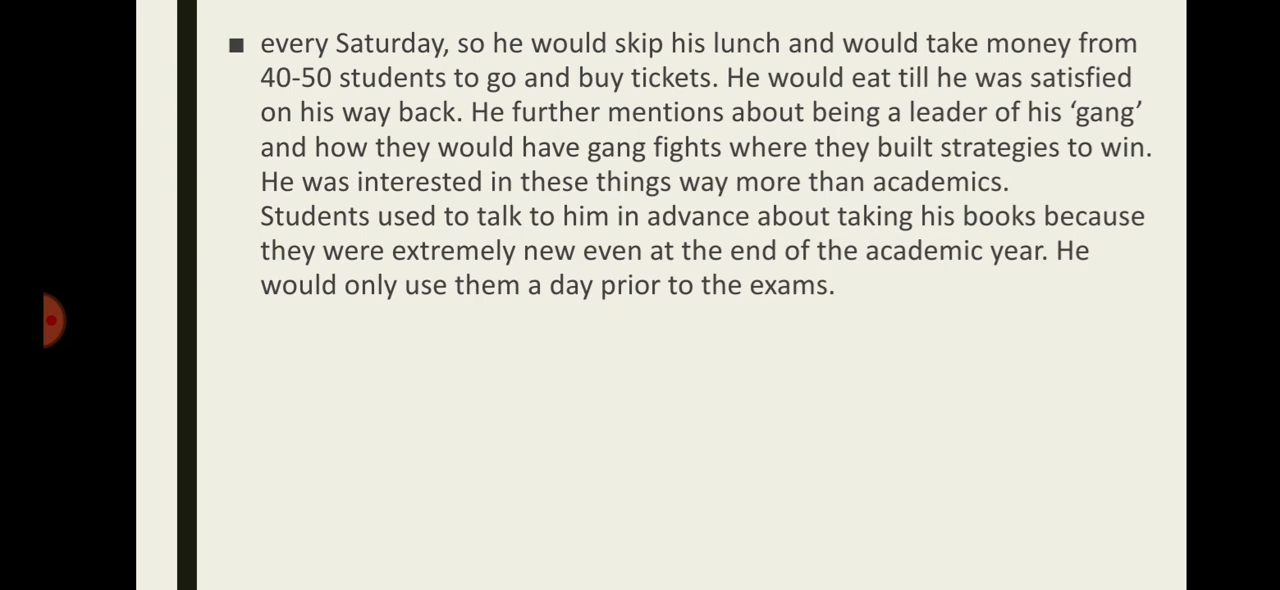 ▪ every Saturday, so he would skip his lunch and would take money from
40-50 students to go and buy tickets. He would eat till he was satisfied
on his way back. He further mentions about being a leader of his ‘gang’
and how they would have gang fights where they built strategies to win.
He was interested in these things way more than academics.
Students used to talk to him in advance about taking his books because
they were extremely new even at the end of the academic year. He
would only use them a day prior to the exams.